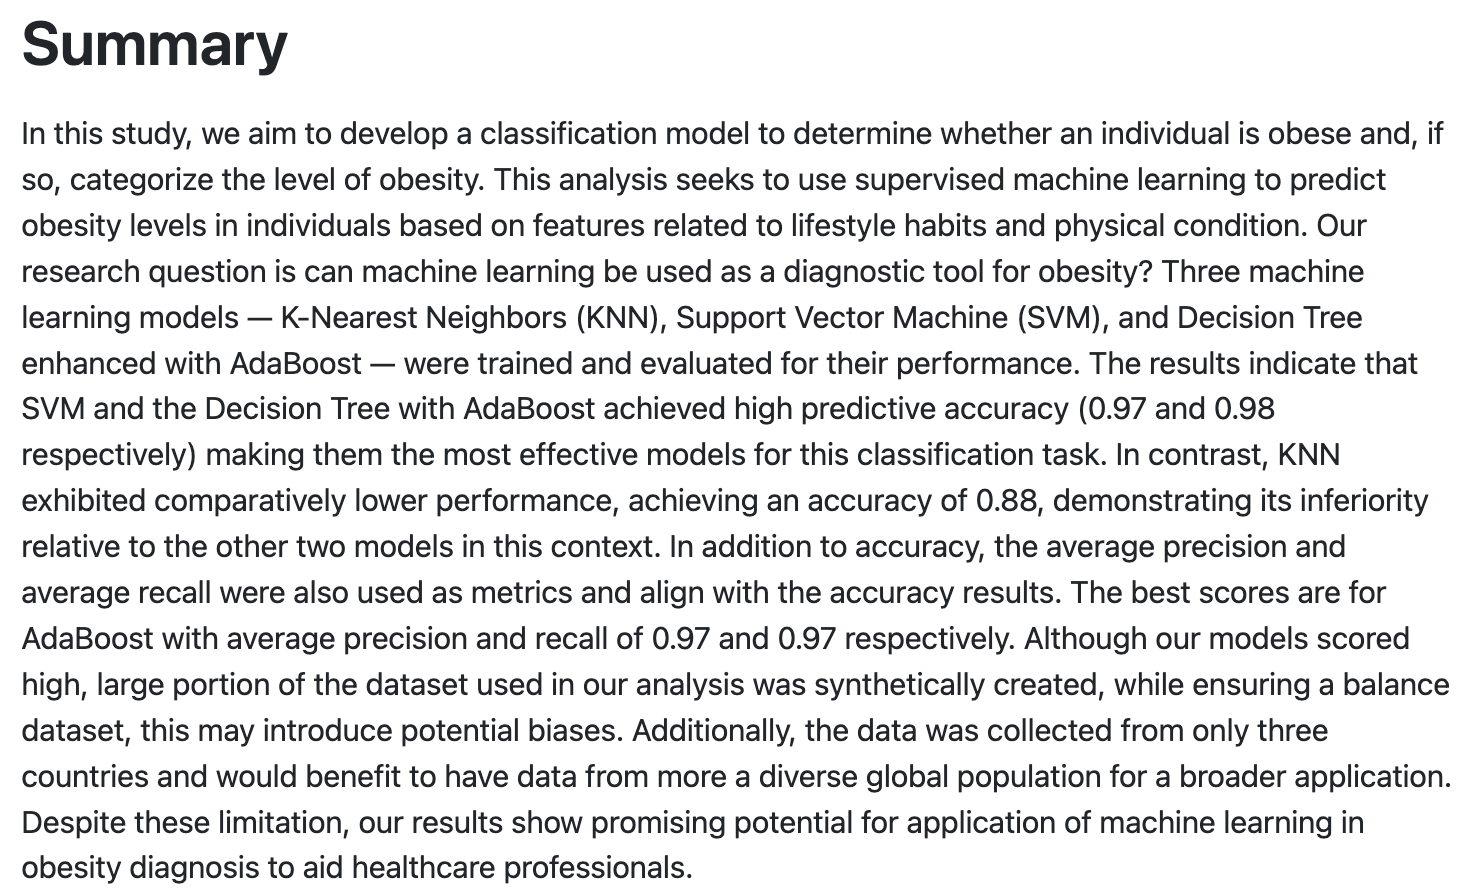 Summary
In this study, we aim to develop a classification model to determine whether an individual is obese and, if
so, categorize the level of obesity. This analysis seeks to use supervised machine learning to predict
obesity levels in individuals based on features related to lifestyle habits and physical condition. Our
research question is can machine learning be used as a diagnostic tool for obesity? Three machine
learning models — K-Nearest Neighbors (KNN), Support Vector Machine (SVM), and Decision Tree
enhanced with AdaBoost — were trained and evaluated for their performance. The results indicate that
SVM and the Decision Tree with AdaBoost achieved high predictive accuracy (0.97 and 0.98
respectively) making them the most effective models for this classification task. In contrast, KNN
exhibited comparatively lower performance, achieving an accuracy of 0.88, demonstrating its inferiority
relative to the other two models in this context. In addition to accuracy, the average precision and
average recall were also used as metrics and align with the accuracy results. The best scores are for
AdaBoost with average precision and recall of 0.97 and 0.97 respectively. Although our models scored
high, large portion of the dataset used in our analysis was synthetically created, while ensuring a balance
dataset, this may introduce potential biases. Additionally, the data was collected from only three
countries and would benefit to have data from more a diverse global population for a broader application.
Despite these limitation, our results show promising potential for application of machine learning in
obesity diagnosis to aid healthcare professionals.